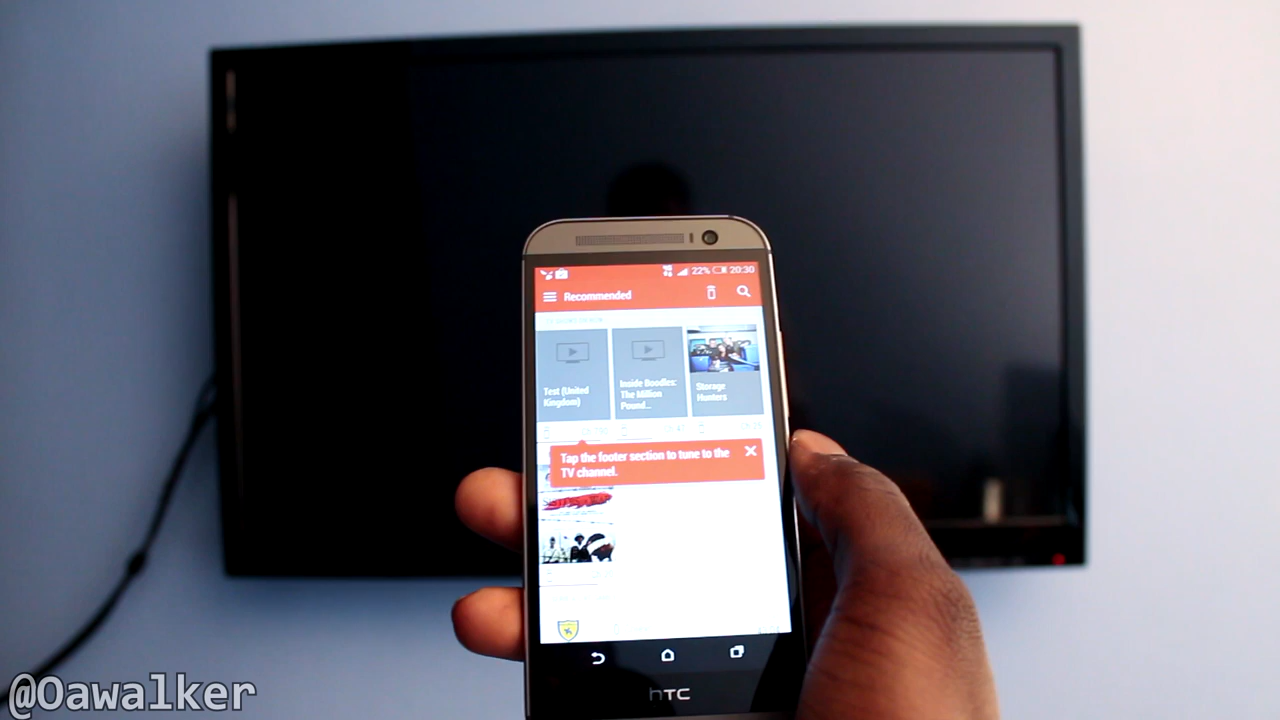 22% 20:30
Recommended
Test (United
Kingdom)
Inside Boodles:
The Million
Pound...
Storage
Hunters
Tap the footer section to tune to the
TV channel.
hTC
@Oawalker